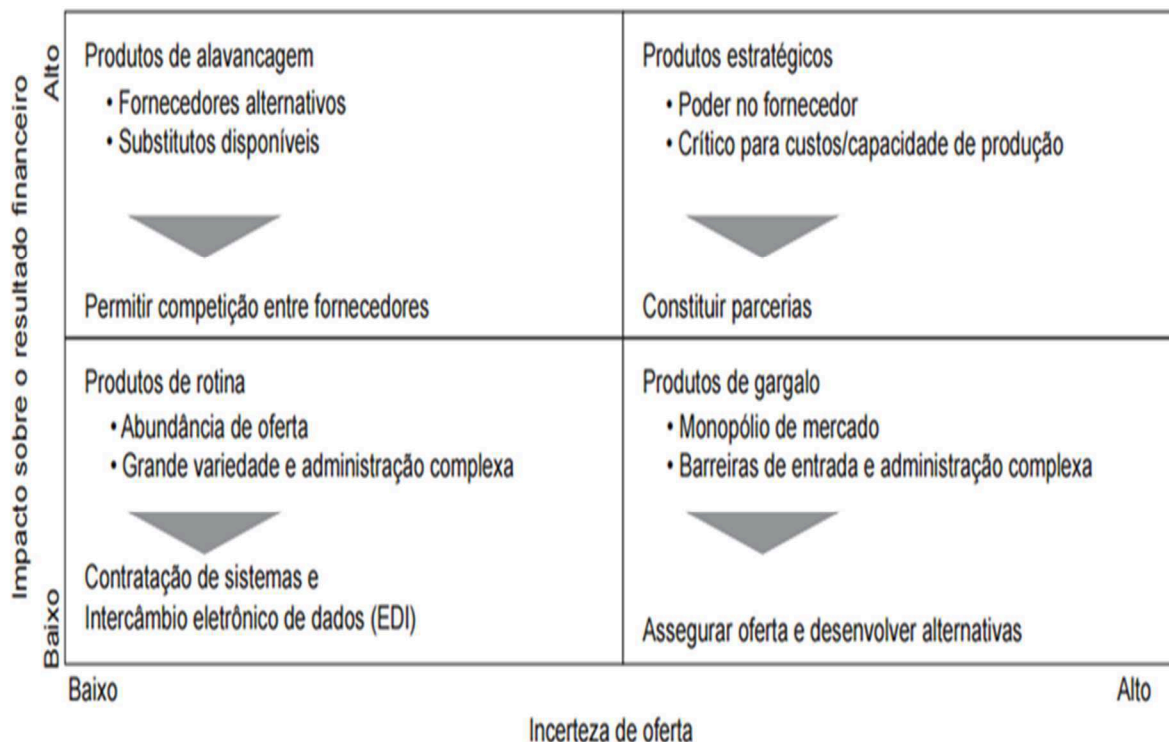 Impacto sobre o resultado financeiro
Alto
Produtos de alavancagem
• Fornecedores alternativos
• Substitutos disponíveis
Permitir competição entre fornecedores
Produtos estratégicos
• Poder no fornecedor
• Crítico para custos/capacidade de produção
Constituir parcerias
Produtos de rotina
• Abundância de oferta
• Grande variedade e administração complexa
Contratação de sistemas e
Intercâmbio eletrônico de dados (EDI)
Produtos de gargalo
• Monopólio de mercado
• Barreiras de entrada e administração complexa
Assegurar oferta e desenvolver alternativas
Baixo
Baixo
Alto
Incerteza de oferta